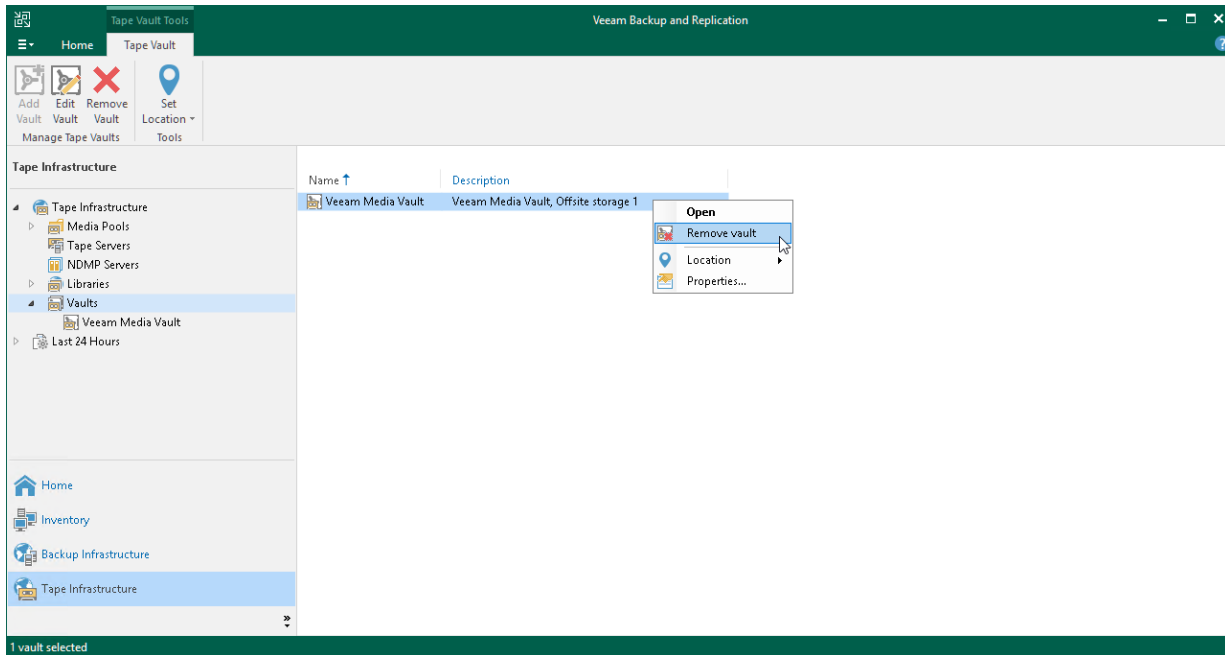 Tape Vault Tools
Veeam Backup and Replication
Home
Tape Vault
Add Vault
Edit Vault
Remove Vault
Set Location
Manage Tape Vaults
Tools
Tape Infrastructure
Tape Infrastructure
Media Pools
Tape Servers
NDMP Servers
Libraries
Vaults
Veeam Media Vault
Last 24 Hours
Name
Description
Veeam Media Vault
Veeam Media Vault, Offsite storage 1
Open
Remove vault
Location
Properties...
Home
Inventory
Backup Infrastructure
Tape Infrastructure
1 vault selected